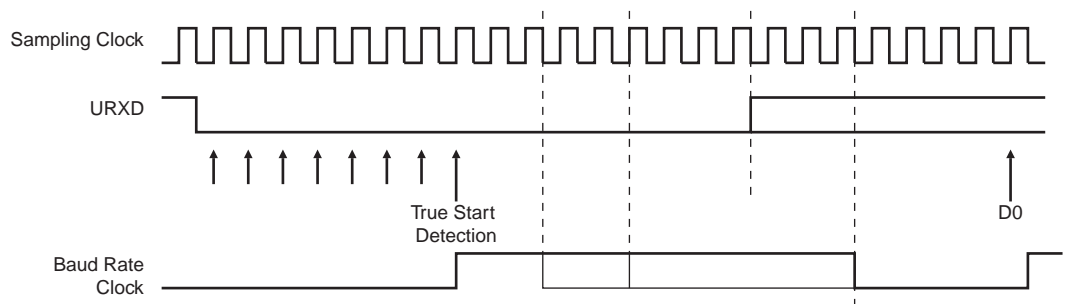 Sampling Clock
URXD
True Start
Detection
D0
Baud Rate
Clock